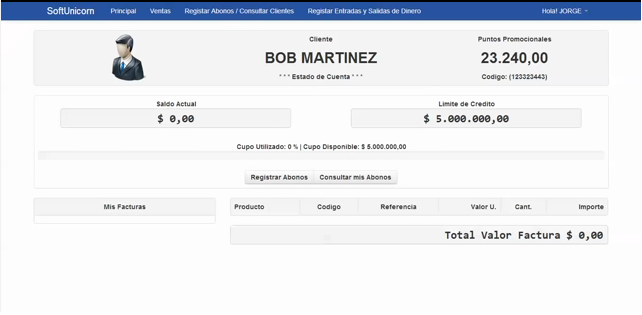 SoftUnicorn Principal Ventas Registrar Abonos / Consultar Clientes Registrar Entradas y Salidas de Dinero Hola! JORGE
Cliente
BOB MARTINEZ
* * * Estado de Cuenta * * *
Puntos Promocionales
23.240,00
Codigo: (123323443)
Saldo Actual
$ 0,00
Limite de Credito
$ 5.000.000,00
Cupo Utilizado: 0 % | Cupo Disponible: $ 5.000.000,00
Registrar Abonos Consultar mis Abonos
Mis Facturas
Producto Codigo Referencia Valor U. Cant. Importe
Total Valor Factura $ 0,00